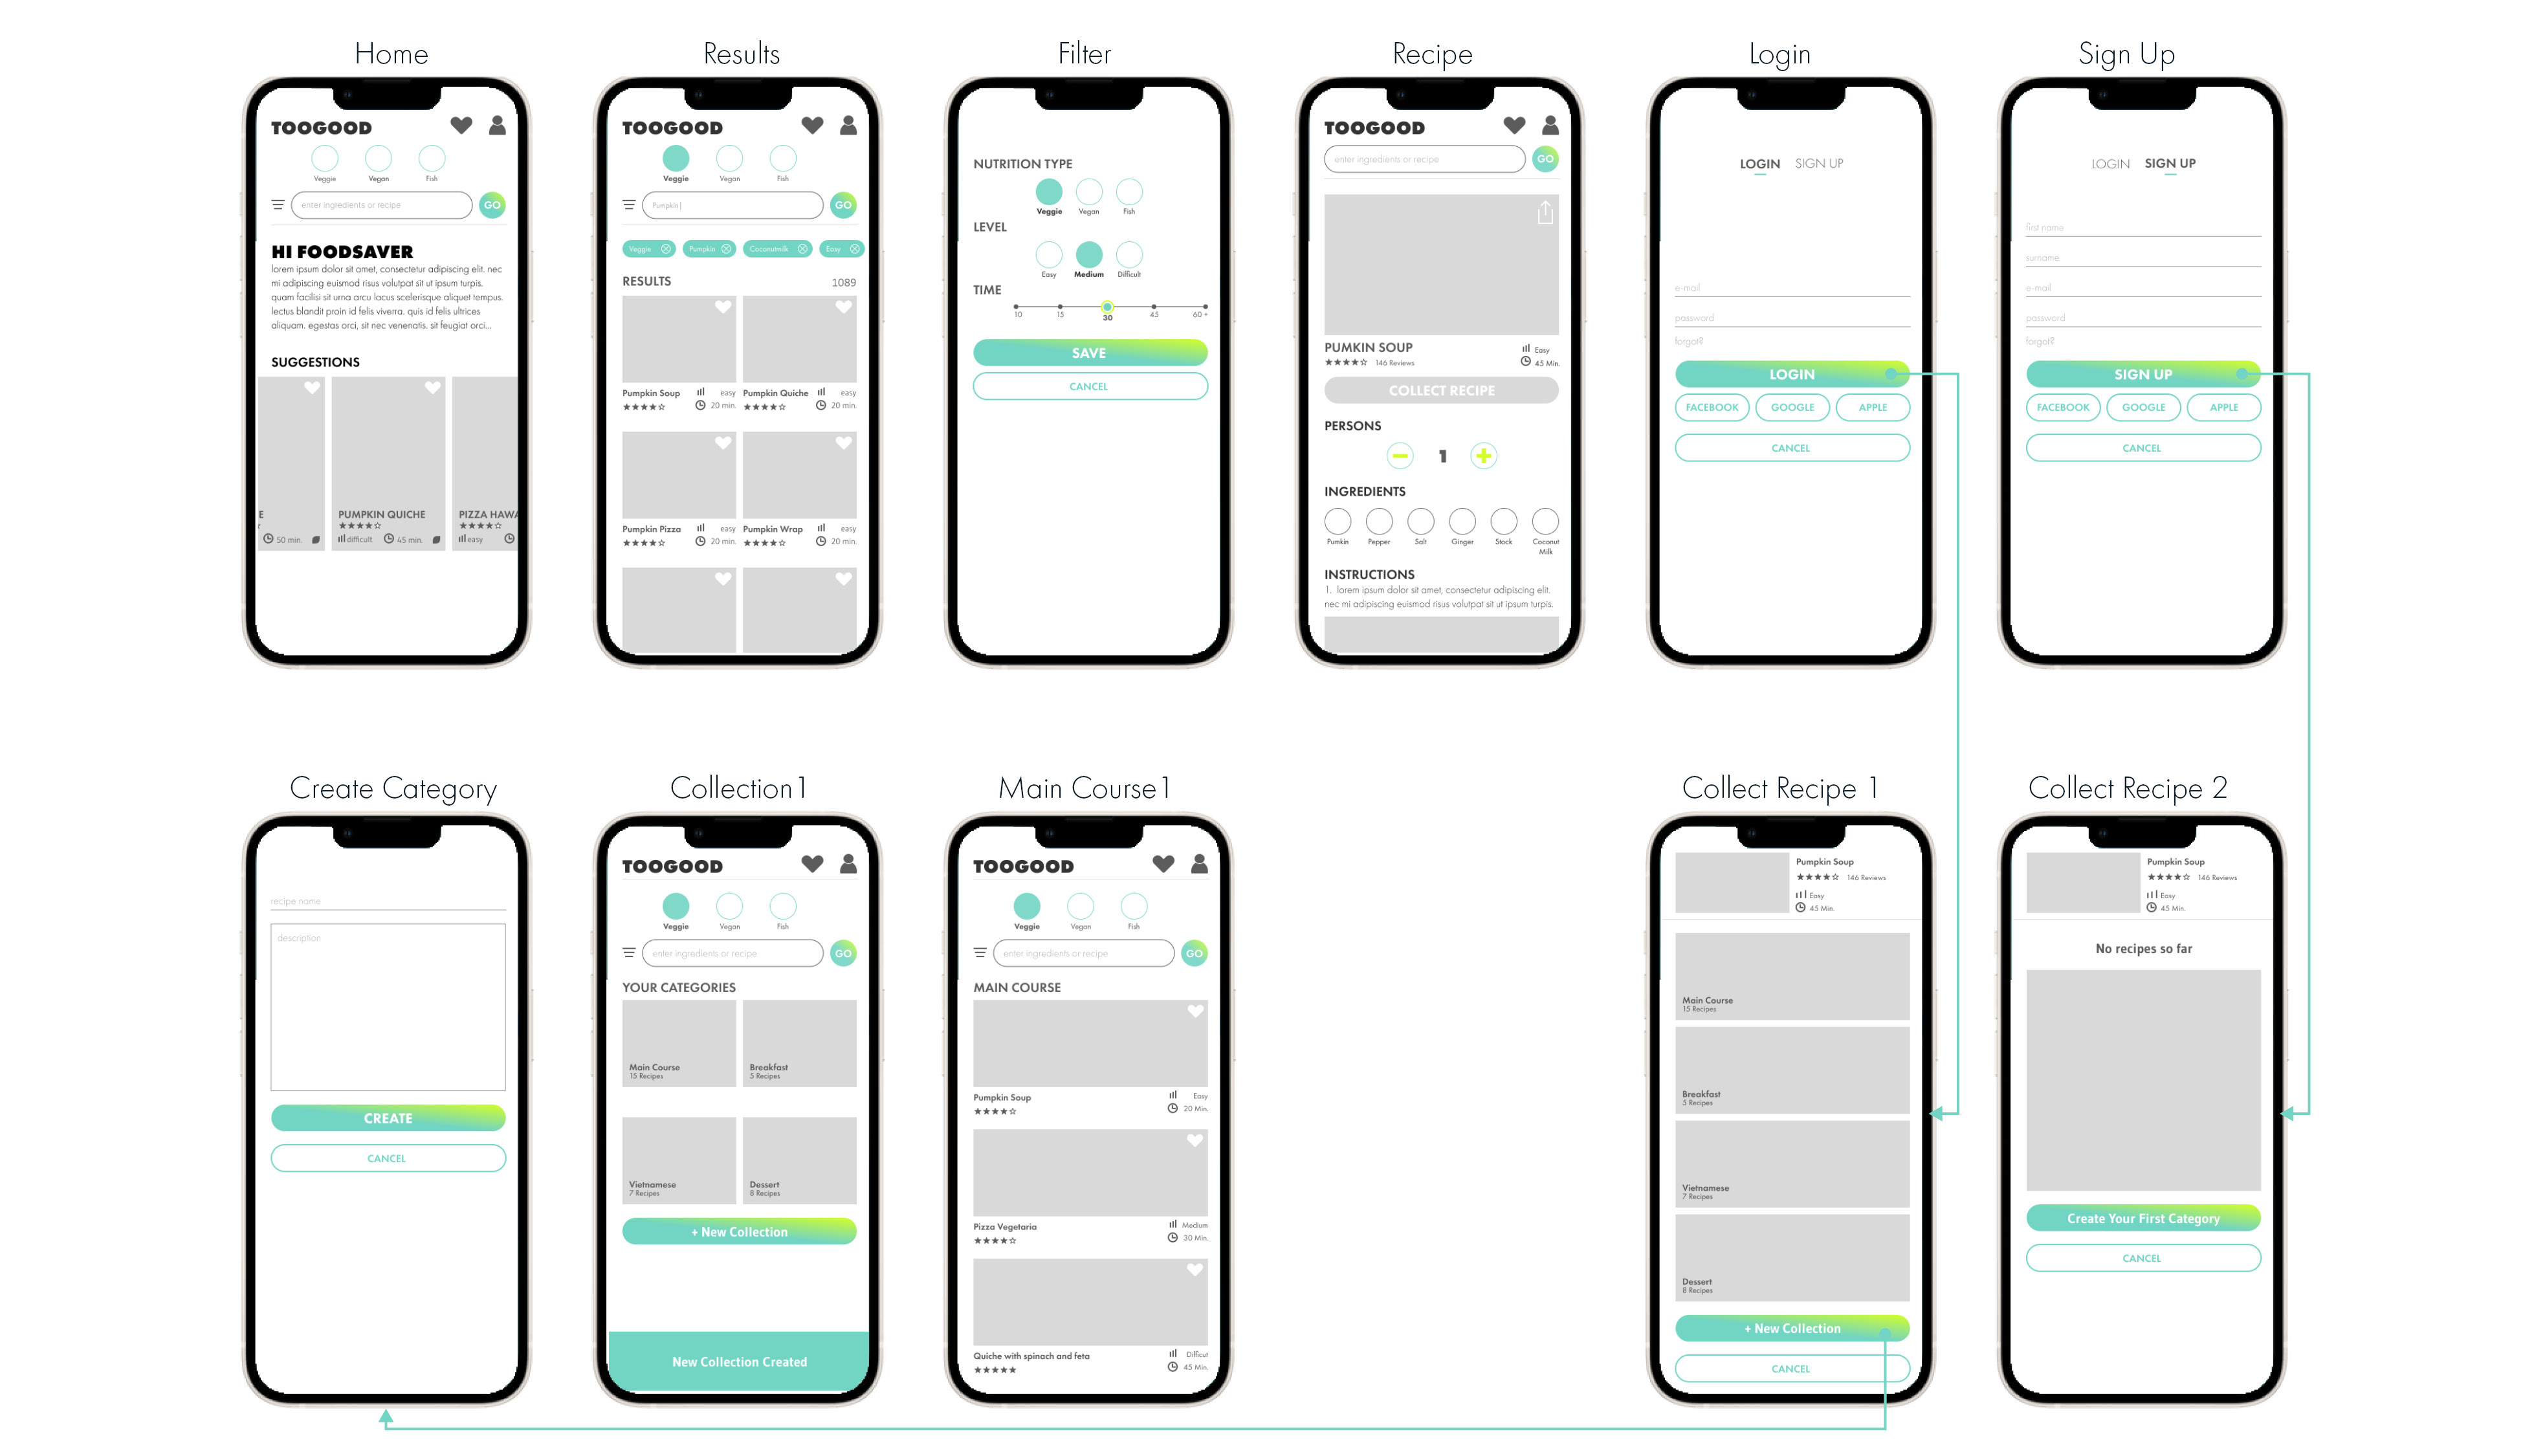 Home
TOOGOOD
Veggie Vegan Fish
enter ingredients or recipe GO
HI FOODSAVER
lorem ipsum dolor sit amet, consectetur adipiscing elit. nec
mi adipiscing euismod risus volutpat sit ut ipsum turpis.
quam facilisi sit urna arcu lacus scelerisque aliquet tempus.
lectus blandit proin id felis viverra. quis id felis ultrices
aliquam. egestas orci, sit nec venenatis. sit feugiat orci...
SUGGESTIONS
E PUMPKIN QUICHE PIZZA HAWA
50 min. difficult 45 min. easy
Results
TOOGOOD
Veggie Vegan Fish
Pumpkin| GO
Veggie Pumpkin Coconutmilk Easy
RESULTS 1089
Pumpkin Soup easy Pumpkin Quiche easy
20 min. 20 min.
Pumpkin Pizza easy Pumpkin Wrap easy
20 min. 20 min.
Filter
NUTRITION TYPE
Veggie Vegan Fish
LEVEL
Easy Medium Difficult
TIME
10 15 30 45 60 +
SAVE
CANCEL
Recipe
TOOGOOD
enter ingredients or recipe GO
PUMKIN SOUP Easy
146 Reviews 45 Min.
COLLECT RECIPE
PERSONS
1
INGREDIENTS
Pumkin Pepper Salt Ginger Stock Coconut
Milk
INSTRUCTIONS
1. lorem ipsum dolor sit amet, consectetur adipiscing elit.
nec mi adipiscing euismod risus volutpat sit ut ipsum turpis.
Login
LOGIN SIGN UP
e-mail
password
forgot?
LOGIN
FACEBOOK GOOGLE APPLE
CANCEL
Sign Up
LOGIN SIGN UP
first name
surname
e-mail
password
forgot?
SIGN UP
FACEBOOK GOOGLE APPLE
CANCEL
Create Category
recipe name
description
CREATE
CANCEL
Collection1
TOOGOOD
Veggie Vegan Fish
enter ingredients or recipe GO
YOUR CATEGORIES
Main Course Breakfast
15 Recipes 5 Recipes
Vietnamese Dessert
7 Recipes 8 Recipes
+ New Collection
New Collection Created
Main Course1
TOOGOOD
Veggie Vegan Fish
enter ingredients or recipe GO
MAIN COURSE
Pumpkin Soup Easy
20 Min.
Pizza Vegetaria Medium
30 Min.
Quiche with spinach and feta Difficut
45 Min.
Collect Recipe 1
Pumpkin Soup
146 Reviews
Easy
45 Min.
Main Course
15 Recipes
Breakfast
5 Recipes
Vietnamese
7 Recipes
Dessert
8 Recipes
+ New Collection
CANCEL
Collect Recipe 2
Pumpkin Soup
146 Reviews
Easy
45 Min.
No recipes so far
Create Your First Category
CANCEL